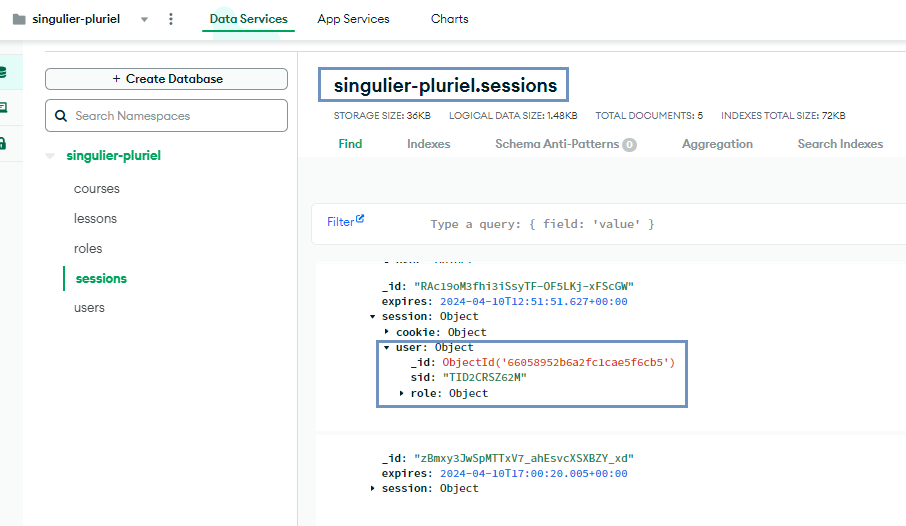 singulier-pluriel
Data Services
App Services
Charts
+ Create Database
Search Namespaces
singulier-pluriel
courses
lessons
roles
sessions
users
singulier-pluriel.sessions
STORAGE SIZE: 36KB LOGICAL DATA SIZE: 1.48KB TOTAL DOCUMENTS: 5 INDEXES TOTAL SIZE: 72KB
Find Indexes Schema Anti-Patterns 0 Aggregation Search Indexes
Filter Type a query: { field: 'value' }
_id: "RAc19oM3fhi3iSsyTF-OF5LKj-xFScGW"
expires: 2024-04-10T12:51:51.627+00:00
session: Object
cookie: Object
user: Object
_id: ObjectId('66058952b6a2fc1cae5f6cb5')
sid: "TID2CRSZ62M"
role: Object
_id: "zBmxy3JwSpMTTxV7_ahEsvcXSXBZY_xd"
expires: 2024-04-10T17:00:20.005+00:00
session: Object